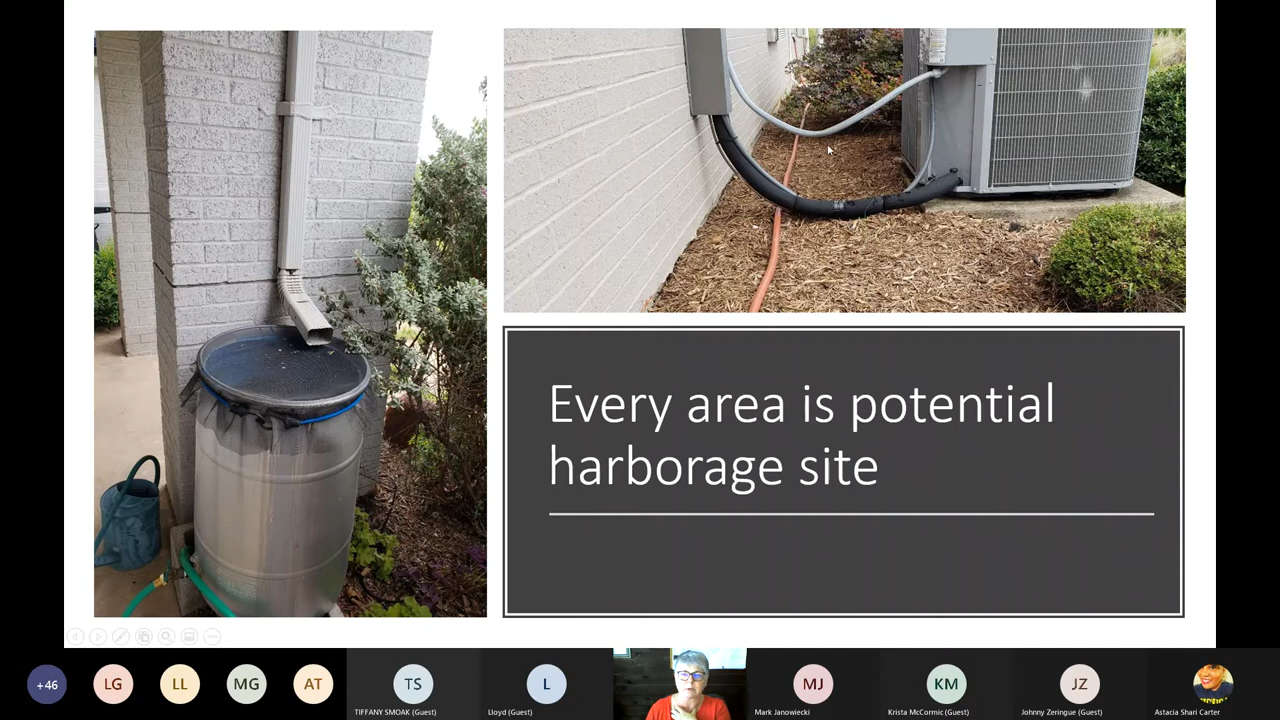 Every area is potential
harborage site
+46
LG
LL
MG
AT
TS
TIFFANY SMOAK (Guest)
L
Lloyd (Guest)
MJ
Mark Janowiecki
KM
Krista McCormic (Guest)
JZ
Johnny Zeringue (Guest)
Astacia Shari Carter